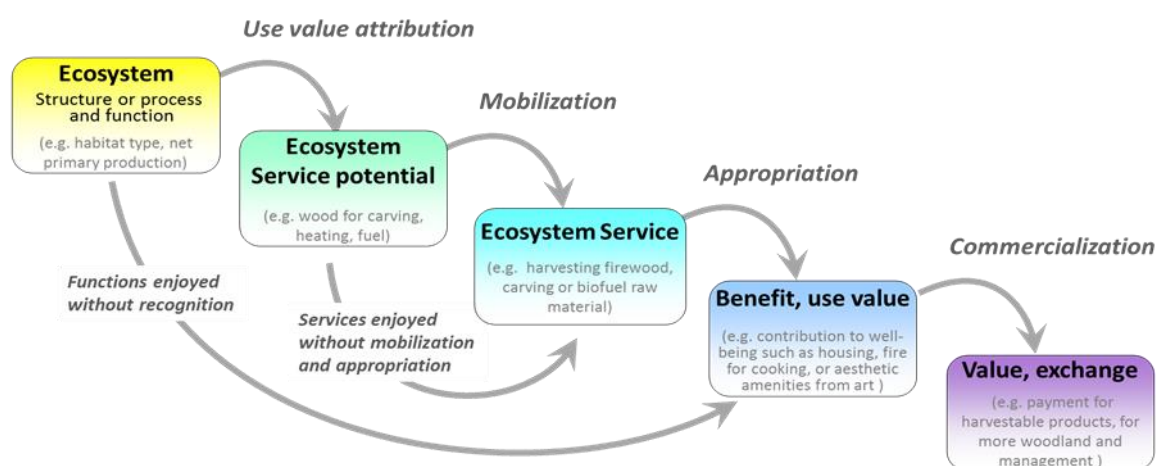 Use value attribution
Ecosystem
Structure or process
and function
(e.g. habitat type, net
primary production)
Mobilization
Ecosystem
Service potential
(e.g. wood for carving,
heating, fuel)
Appropriation
Ecosystem Service
(e.g. harvesting firewood,
carving or biofuel raw
material)
Commercialization
Functions enjoyed
without recognition
Services enjoyed
without mobilization
and appropriation
Benefit, use value
(e.g. contribution to well-
being such as housing, fire
for cooking, or aesthetic
amenities from art )
Value, exchange
(e.g. payment for
harvestable products, for
more woodland and
management )